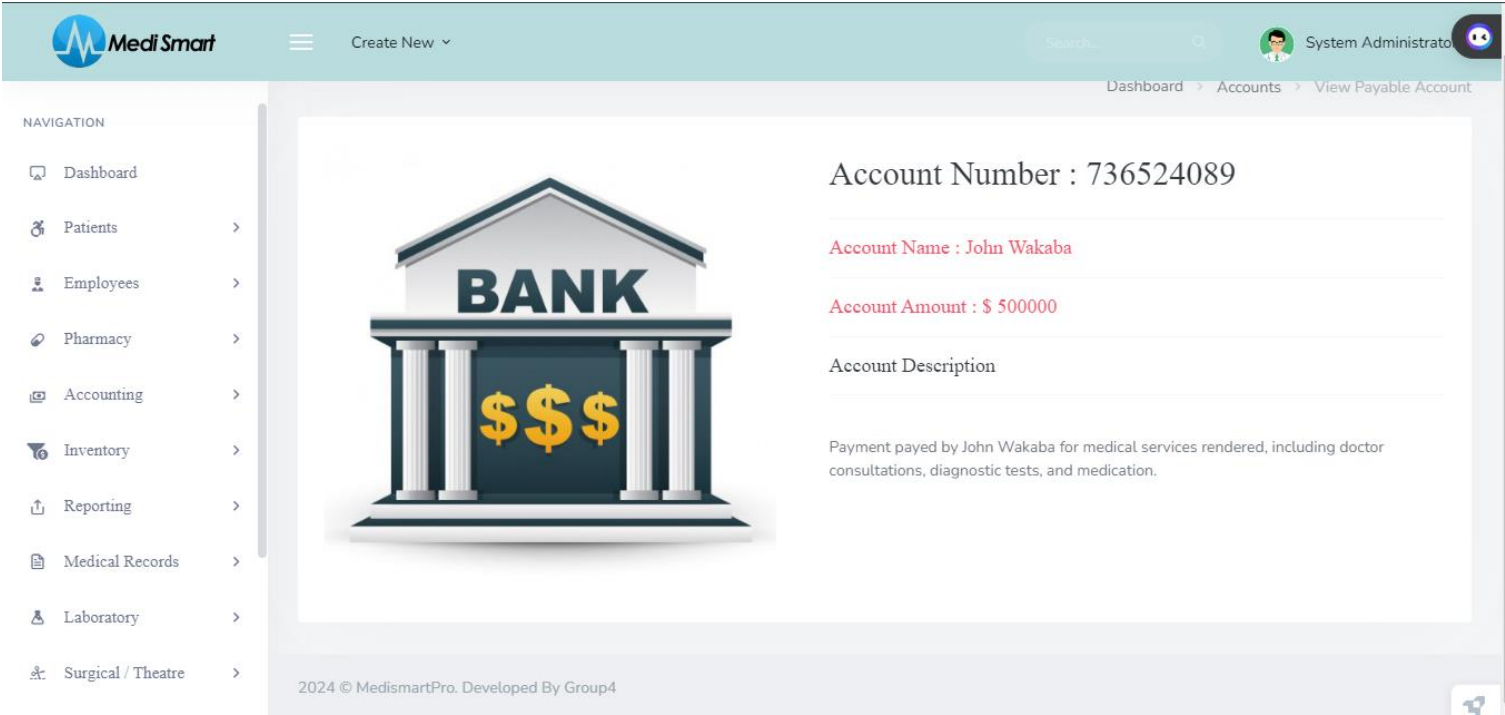 Medi Smart
Create New
Search...
System Administrato
Dashboard > Accounts > View Payable Account
NAVIGATION
Dashboard
Patients
Employees
Pharmacy
Accounting
Inventory
Reporting
Medical Records
Laboratory
Surgical / Theatre
BANK
$$$
Account Number : 736524089
Account Name : John Wakaba
Account Amount : $ 500000
Account Description
Payment payed by John Wakaba for medical services rendered, including doctor
consultations, diagnostic tests, and medication.
2024 © MedismartPro. Developed By Group4